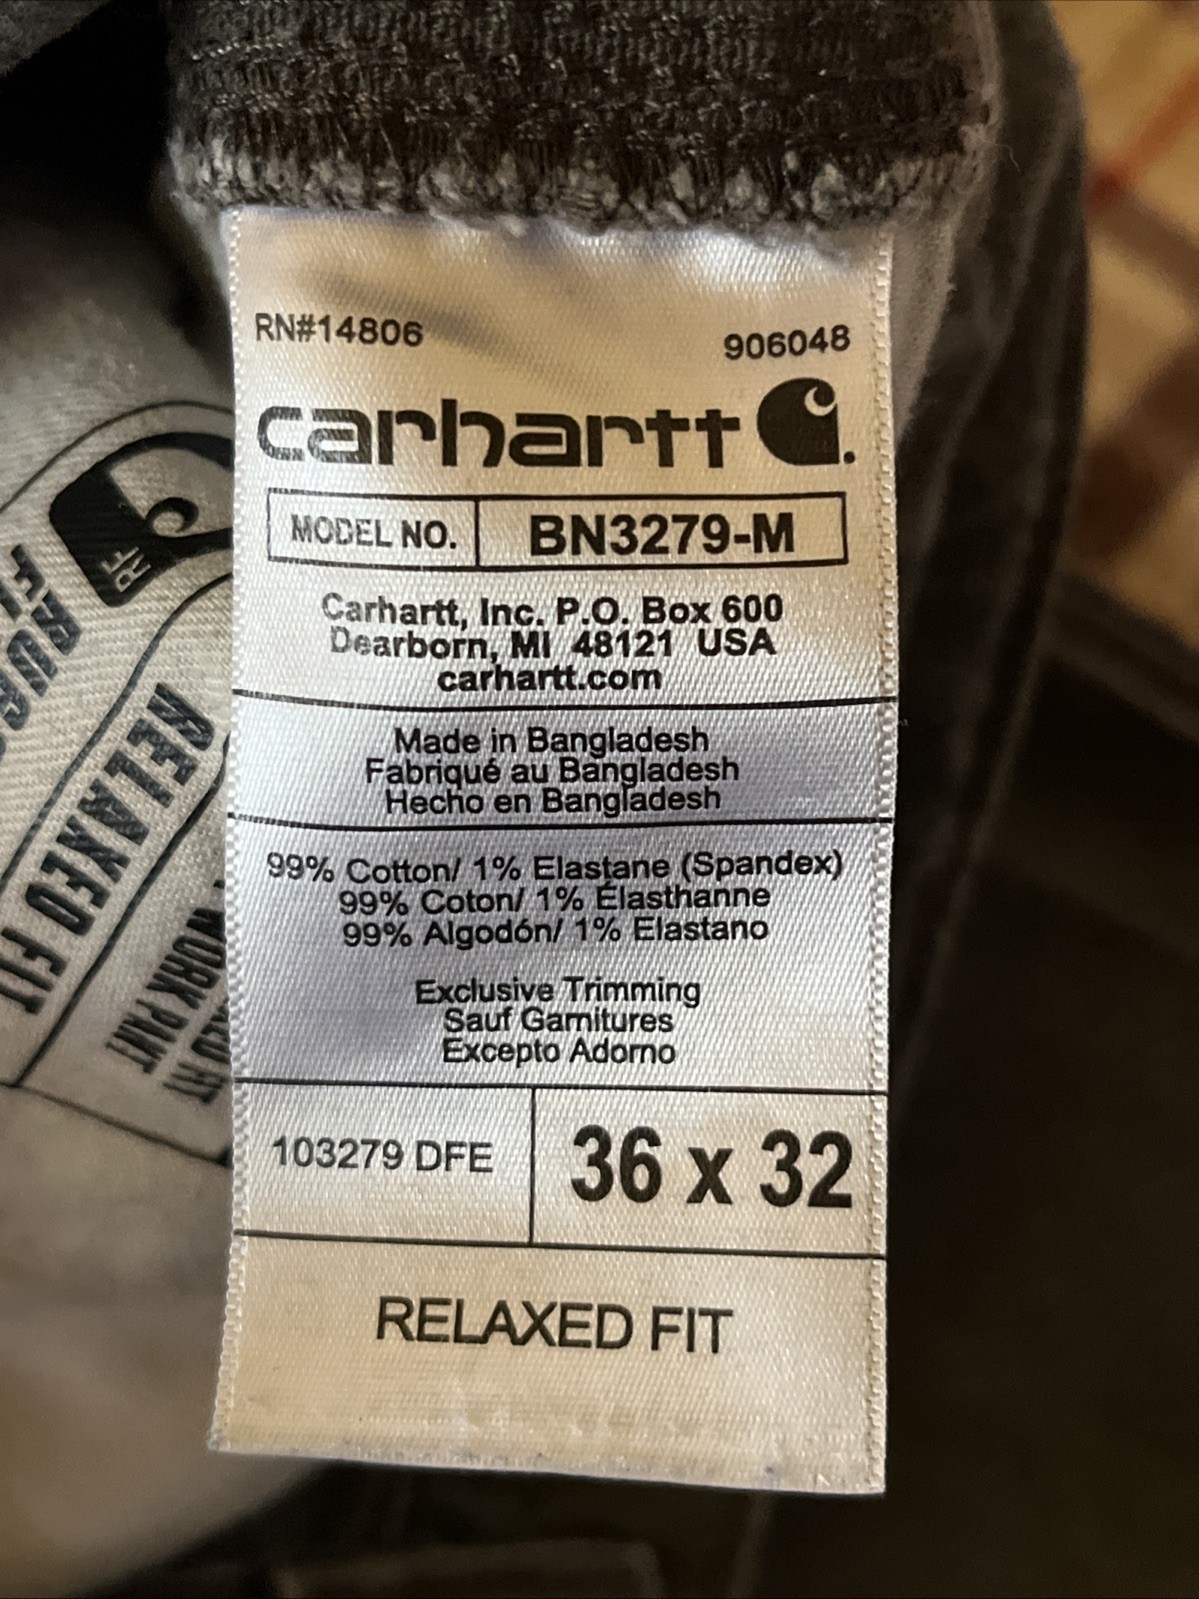 RN#14806
906048
carhartt
MODEL NO.
BN3279-M
Carhartt, Inc. P.O. Box 600
Dearborn, MI 48121 USA
carhartt.com
Made in Bangladesh
Fabriqué au Bangladesh
Hecho en Bangladesh
99% Cotton/ 1% Elastane (Spandex)
99% Coton/ 1% Élasthanne
99% Algodón/ 1% Elastano
Exclusive Trimming
Sauf Garnitures
Excepto Adorno
103279 DFE
36 x 32
RELAXED FIT
RF
RELAXED FIT
FIT
WORK PANT